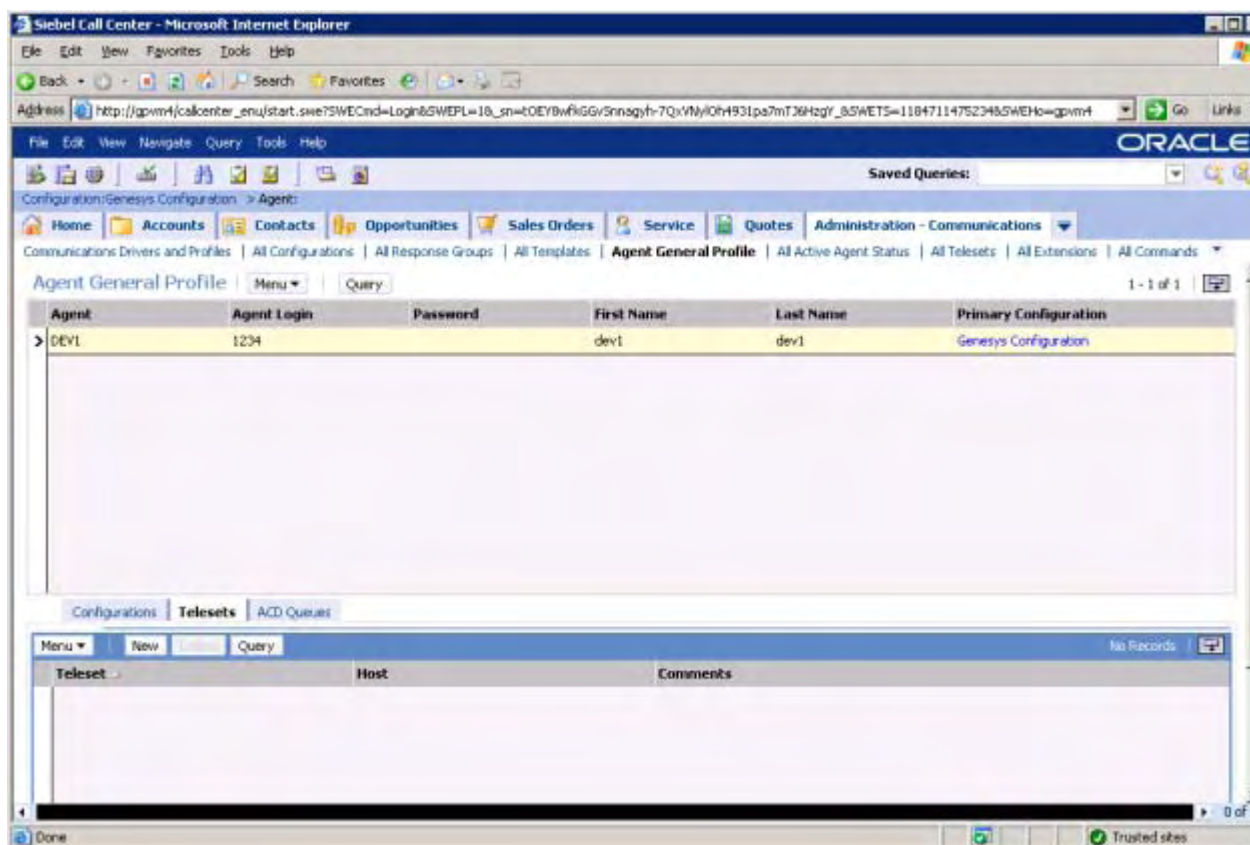 Siebel Call Center - Microsoft Internet Explorer
File Edit View Favorites Tools Help
Back Search Favorites
Address Go Links
File Edit View Navigate Query Tools Help ORACLE
Saved Queries:
Configuration:Genesys Configuration > Agent:
Home Accounts Contacts Opportunities Sales Orders Service Quotes Administration - Communications
Communications Drivers and Profiles | All Configurations | All Response Groups | All Templates | Agent General Profile | All Active Agent Status | All Telesets | All Extensions | All Commands
Agent General Profile Menu Query 1 - 1 of 1
Agent Agent Login Password First Name Last Name Primary Configuration
DEV1 1234 dev1 dev1 Genesys Configuration
Configurations Telesets ACD Queues
Menu New Query No Records
Teleset Host Comments
0 of
Done Trusted sites